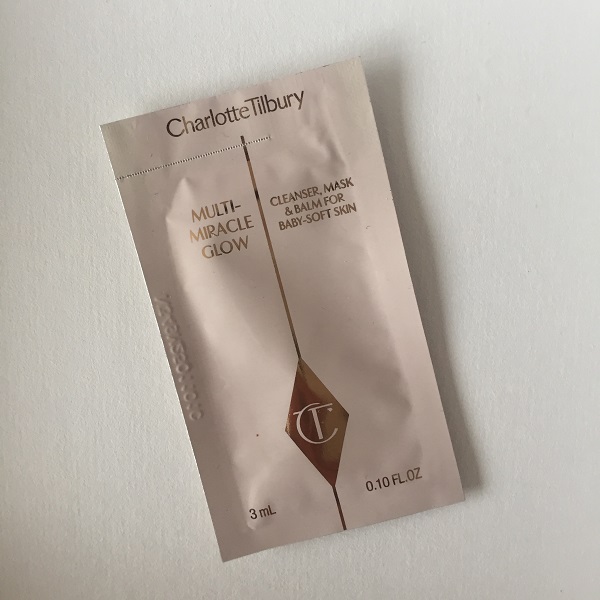 CharlotteTilbury
MULTI-
MIRACLE
GLOW
CLEANSER, MASK
& BALM FOR
BABY-SOFT SKIN
CT
3 mL
0.10 FL.OZ